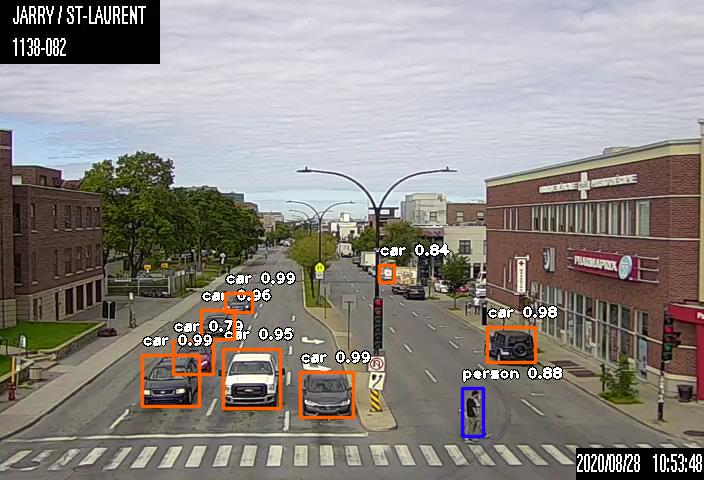 JARRY / ST-LAURENT
1138-082
car 0.84
car 0.99
car 0.96
car 0.98
car 0.79
car 0.95
car 0.99
car 0.99
person 0.88
PHARMAPRIX
2020/08/28 10:53:48